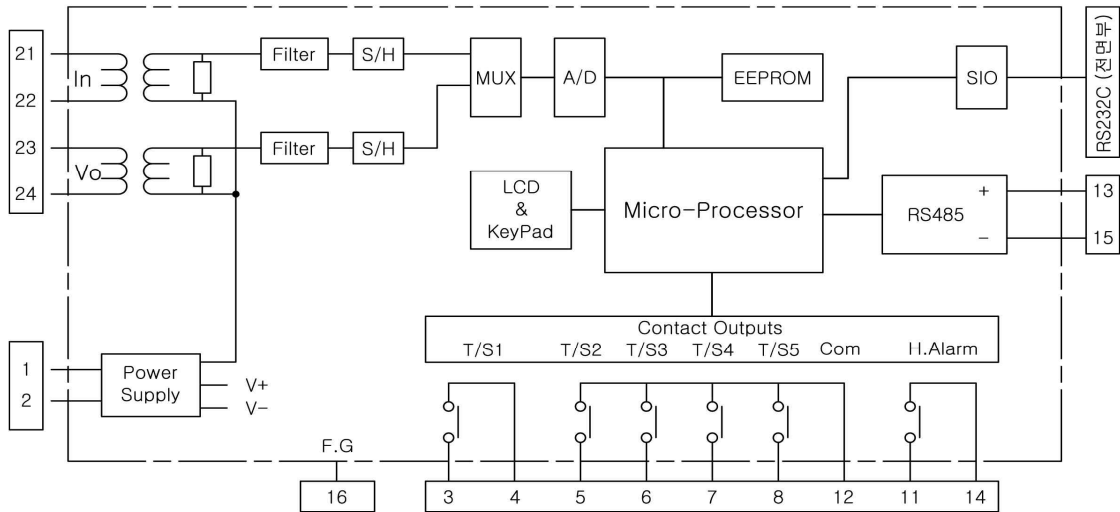 21
In
22
23
Vo
24
Filter
S/H
Filter
S/H
MUX
A/D
EEPROM
SIO
RS232C (전면부)
LCD
&
KeyPad
Micro-Processor
RS485
+
-
13
15
Contact Outputs
T/S1 T/S2 T/S3 T/S4 T/S5 Com H.Alarm
1
2
Power
Supply
V+
V-
F.G
16
3 4 5 6 7 8 12 11 14